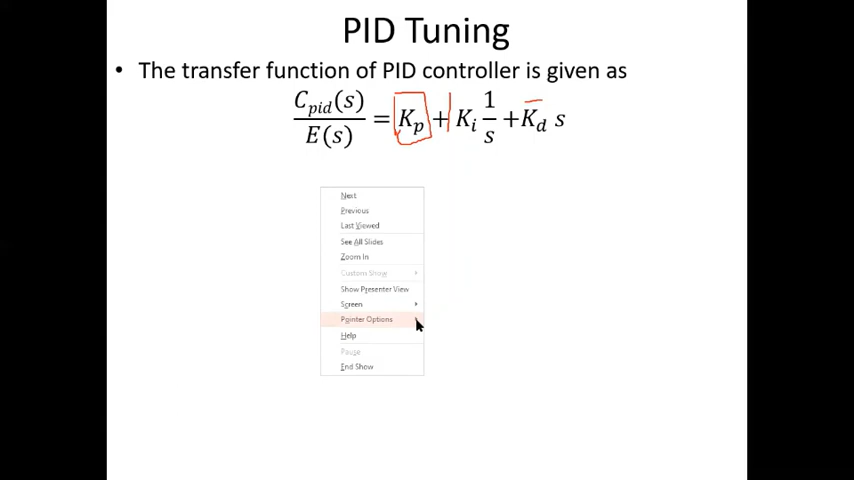 PID Tuning
• The transfer function of PID controller is given as
C_pid(s)/E(s) = K_p + K_i 1/s + K_d s
Next
Previous
Last Viewed
See All Slides
Zoom In
Custom Show
Show Presenter View
Screen
Pointer Options
Help
Pause
End Show